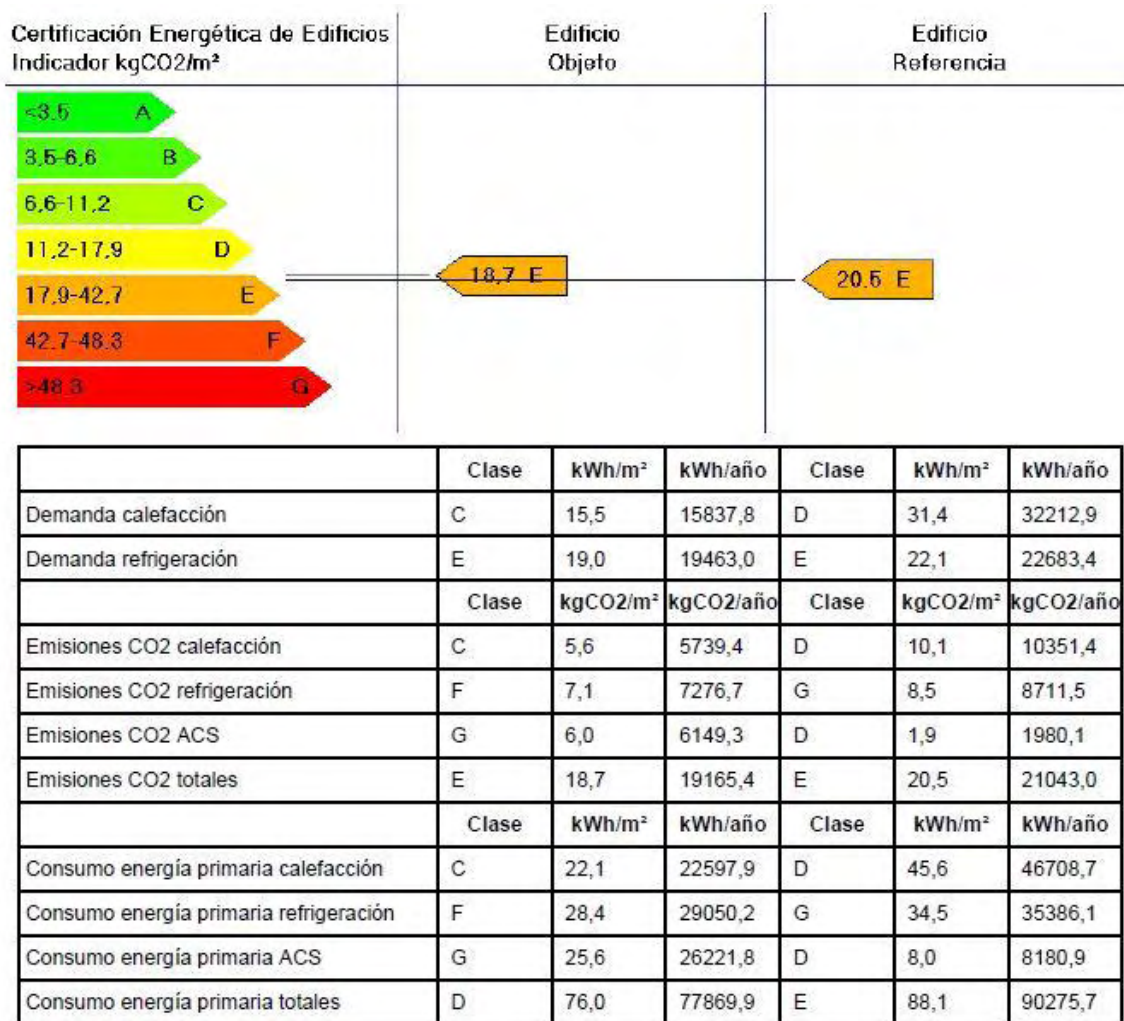 Certificación Energética de Edificios
Indicador kgCO2/m²
Edificio
Objeto
Edificio
Referencia
<3.5 A
3,5-6,6 B
6,6-11,2 C
11,2-17,9 D
17,9-42,7 E
42,7-48,3 F
>48,3 G
18,7 E
20.5 E
Clase kWh/m² kWh/año Clase kWh/m² kWh/año
Demanda calefacción C 15,5 15837,8 D 31,4 32212,9
Demanda refrigeración E 19,0 19463,0 E 22,1 22683,4
Clase kgCO2/m² kgCO2/año Clase kgCO2/m² kgCO2/año
Emisiones CO2 calefacción C 5,6 5739,4 D 10,1 10351,4
Emisiones CO2 refrigeración F 7,1 7276,7 G 8,5 8711,5
Emisiones CO2 ACS G 6,0 6149,3 D 1,9 1980,1
Emisiones CO2 totales E 18,7 19165,4 E 20,5 21043,0
Clase kWh/m² kWh/año Clase kWh/m² kWh/año
Consumo energía primaria calefacción C 22,1 22597,9 D 45,6 46708,7
Consumo energía primaria refrigeración F 28,4 29050,2 G 34,5 35386,1
Consumo energía primaria ACS G 25,6 26221,8 D 8,0 8180,9
Consumo energía primaria totales D 76,0 77869,9 E 88,1 90275,7